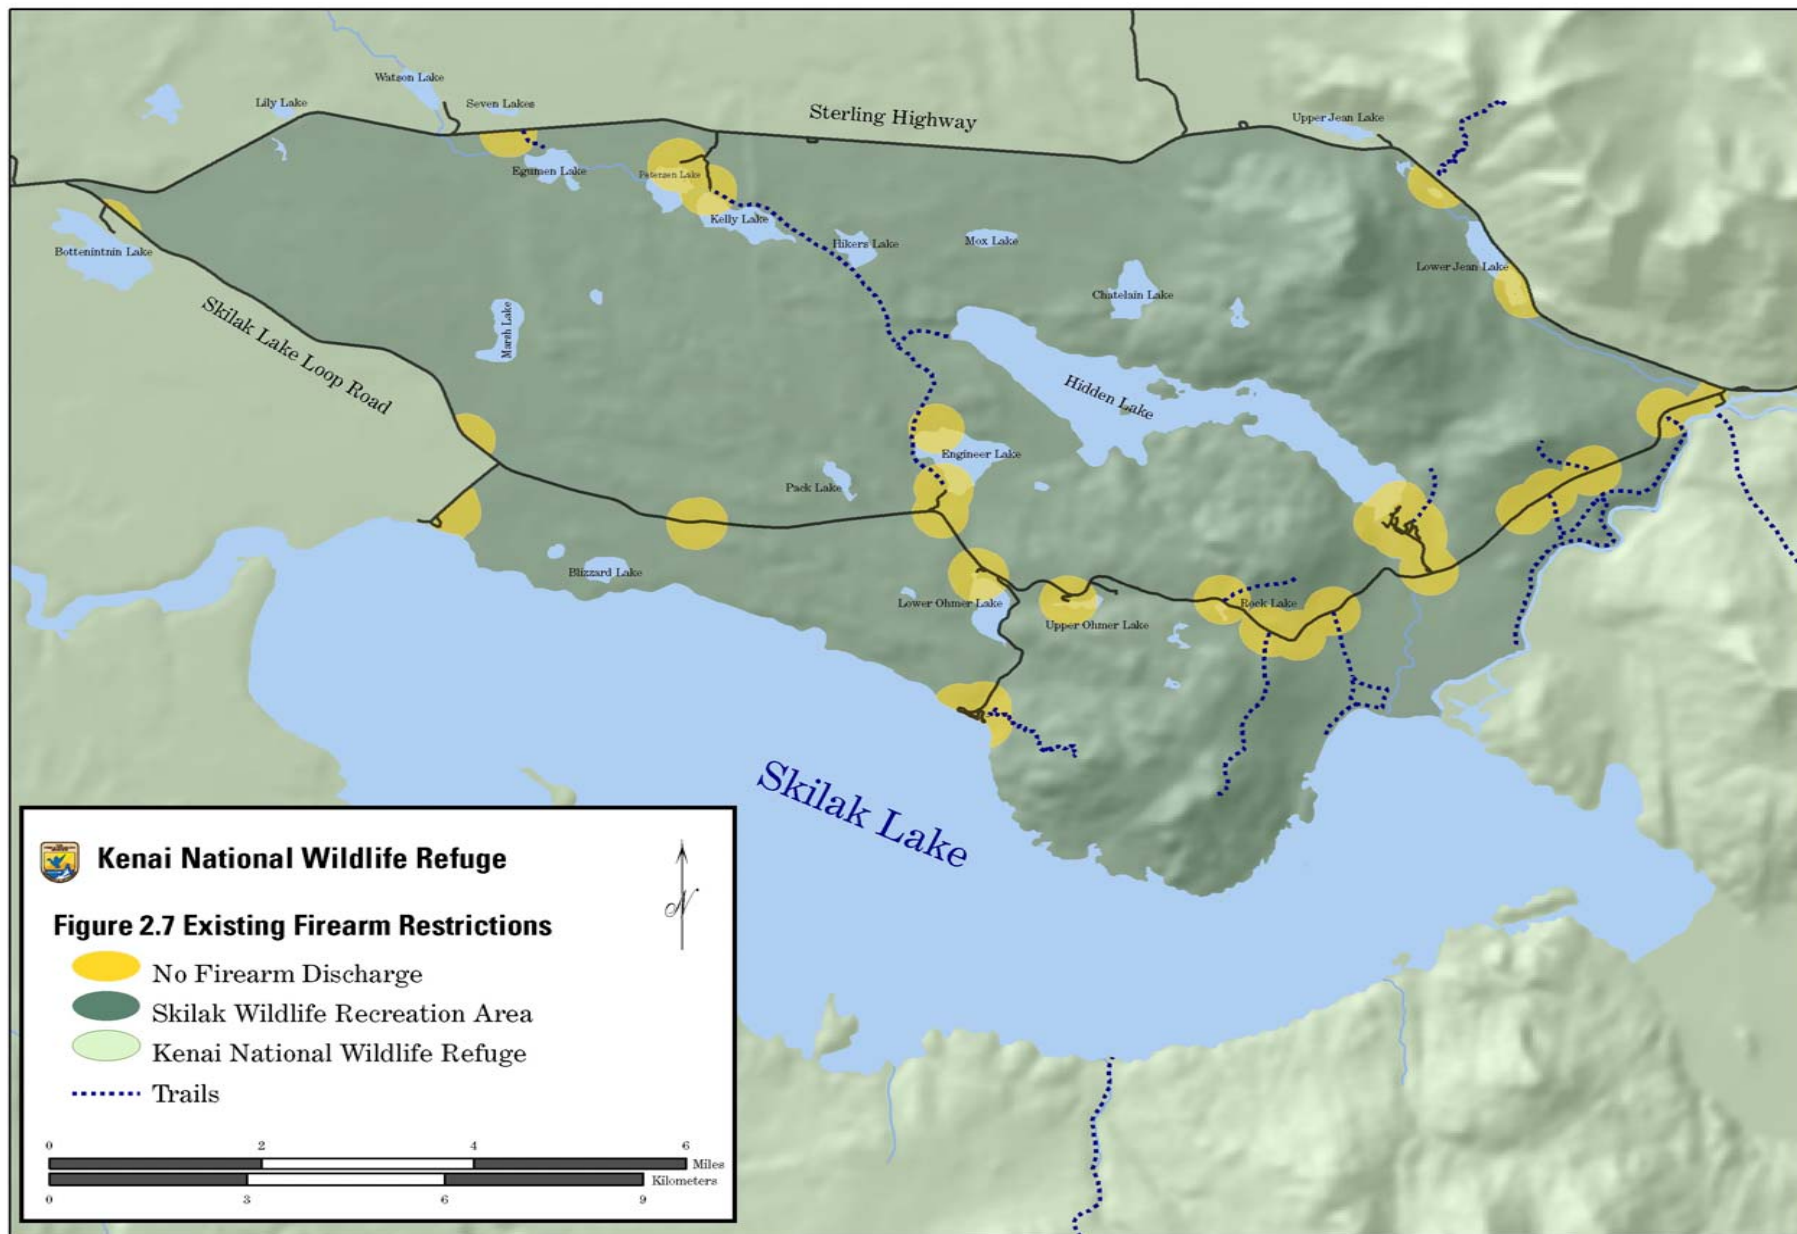 Watson Lake
Lily Lake
Seven Lakes
Sterling Highway
Upper Jean Lake
Egumen Lake
Petersen Lake
Kelly Lake
Hikers Lake
Mox Lake
Bottenintnin Lake
Lower Jean Lake
Chatelain Lake
Marsh Lake
Skilak Lake Loop Road
Hidden Lake
Engineer Lake
Pack Lake
Blizzard Lake
Lower Ohmer Lake
Upper Ohmer Lake
Rock Lake
Skilak Lake
Kenai National Wildlife Refuge
N
Figure 2.7 Existing Firearm Restrictions
No Firearm Discharge
Skilak Wildlife Recreation Area
Kenai National Wildlife Refuge
Trails
0 2 4 6
Miles
Kilometers
0 3 6 9